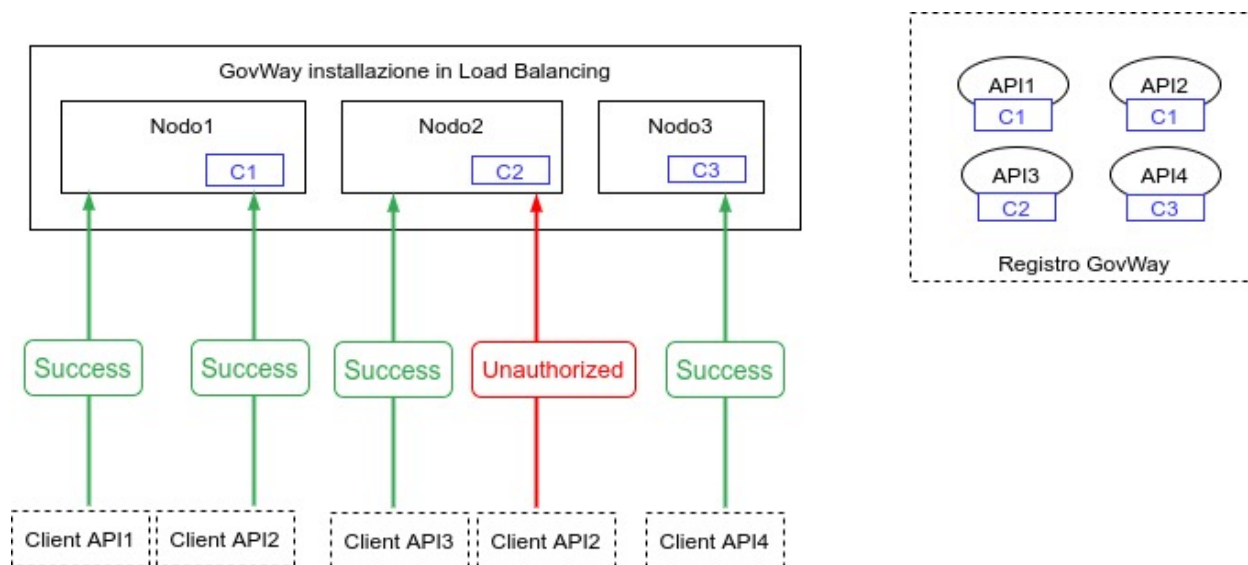 GovWay installazione in Load Balancing
Nodo1
C1
Nodo2
C2
Nodo3
C3
Success
Success
Success
Unauthorized
Success
Client API1
Client API2
Client API3
Client API2
Client API4
API1
C1
API2
C1
API3
C2
API4
C3
Registro GovWay